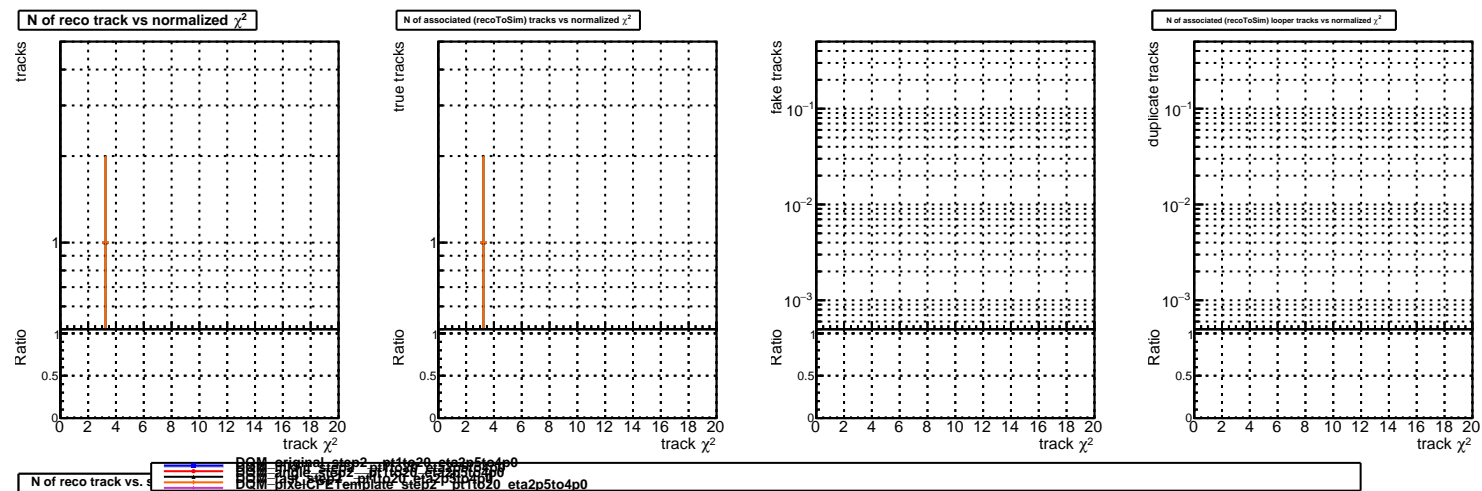 N of reco track vs normalized χ²
tracks
1
Ratio
1
0.5
0
0 2 4 6 8 10 12 14 16 18 20
track χ²
N of associated (recoToSim) tracks vs normalized χ²
true tracks
1
Ratio
1
0.5
0
0 2 4 6 8 10 12 14 16 18 20
track χ²
fake tracks
10⁻¹
10⁻²
10⁻³
Ratio
1
0.5
0
0 2 4 6 8 10 12 14 16 18 20
track χ²
N of associated (recoToSim) looper tracks vs normalized χ²
duplicate tracks
10⁻¹
10⁻²
10⁻³
Ratio
1
0.5
0
0 2 4 6 8 10 12 14 16 18 20
track χ²
N of reco track vs. s
DQM_original_step2__pt1to20_eta2p5to4p0
DQM_pixelCPETemplate_step2__pt1to20_eta2p5to4p0